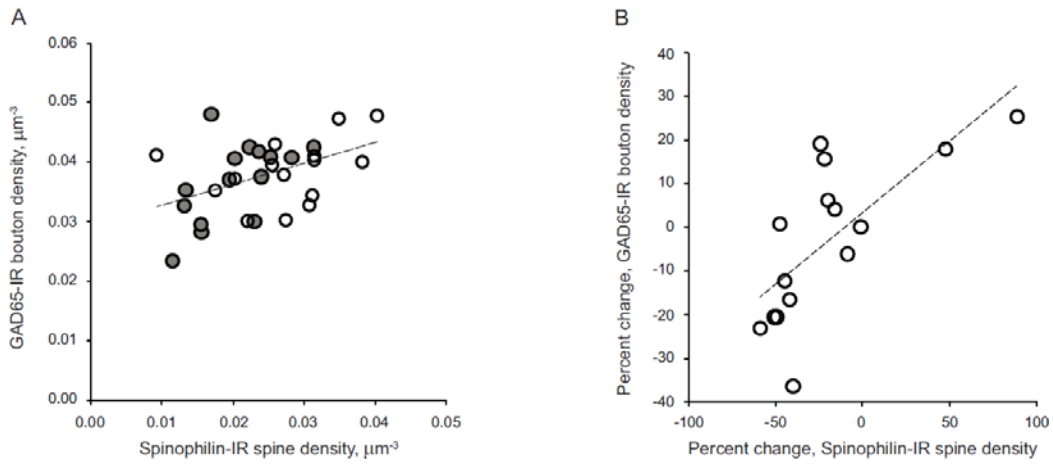 A
GAD65-IR bouton density, μm-3
0.06
0.05
0.04
0.03
0.02
0.01
0.00
0.00 0.01 0.02 0.03 0.04 0.05
Spinophilin-IR spine density, μm-3
B
Percent change, GAD65-IR bouton density
40
30
20
10
0
-10
-20
-30
-40
-100 -50 0 50 100
Percent change, Spinophilin-IR spine density